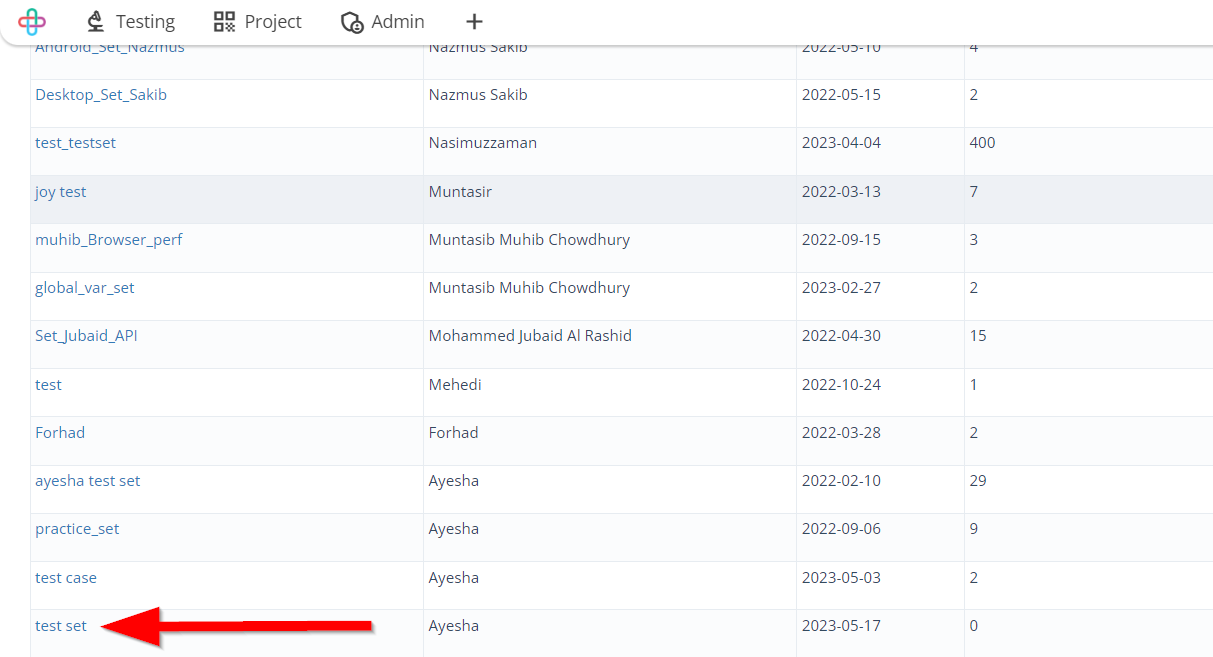 Testing Project Admin +
Android_Set_Nazmus Nazmus Sakib 2022-05-10 4
Desktop_Set_Sakib Nazmus Sakib 2022-05-15 2
test_testset Nasimuzzaman 2023-04-04 400
joy test Muntasir 2022-03-13 7
muhib_Browser_perf Muntasib Muhib Chowdhury 2022-09-15 3
global_var_set Muntasib Muhib Chowdhury 2023-02-27 2
Set_Jubaid_API Mohammed Jubaid Al Rashid 2022-04-30 15
test Mehedi 2022-10-24 1
Forhad Forhad 2022-03-28 2
ayesha test set Ayesha 2022-02-10 29
practice_set Ayesha 2022-09-06 9
test case Ayesha 2023-05-03 2
test set Ayesha 2023-05-17 0